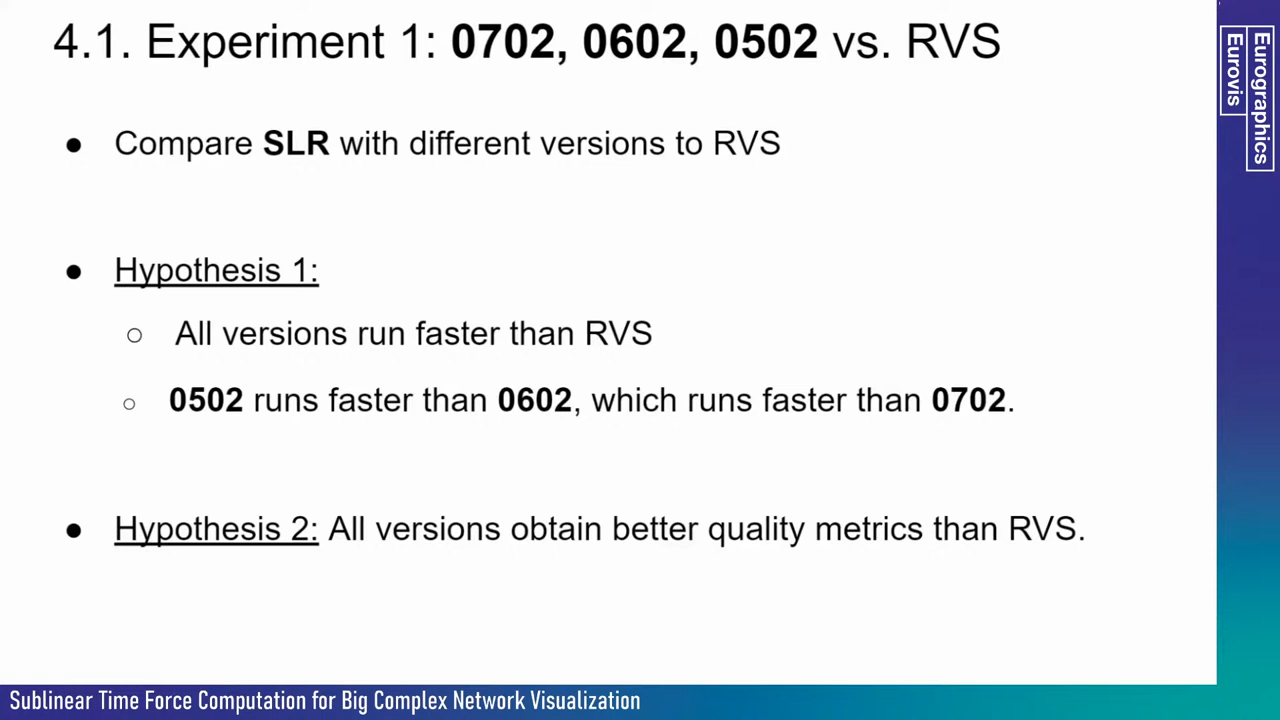 4.1. Experiment 1: 0702, 0602, 0502 vs. RVS
Eurographics
Eurovis
● Compare SLR with different versions to RVS
● Hypothesis 1:
○ All versions run faster than RVS
○ 0502 runs faster than 0602, which runs faster than 0702.
● Hypothesis 2: All versions obtain better quality metrics than RVS.
Sublinear Time Force Computation for Big Complex Network Visualization